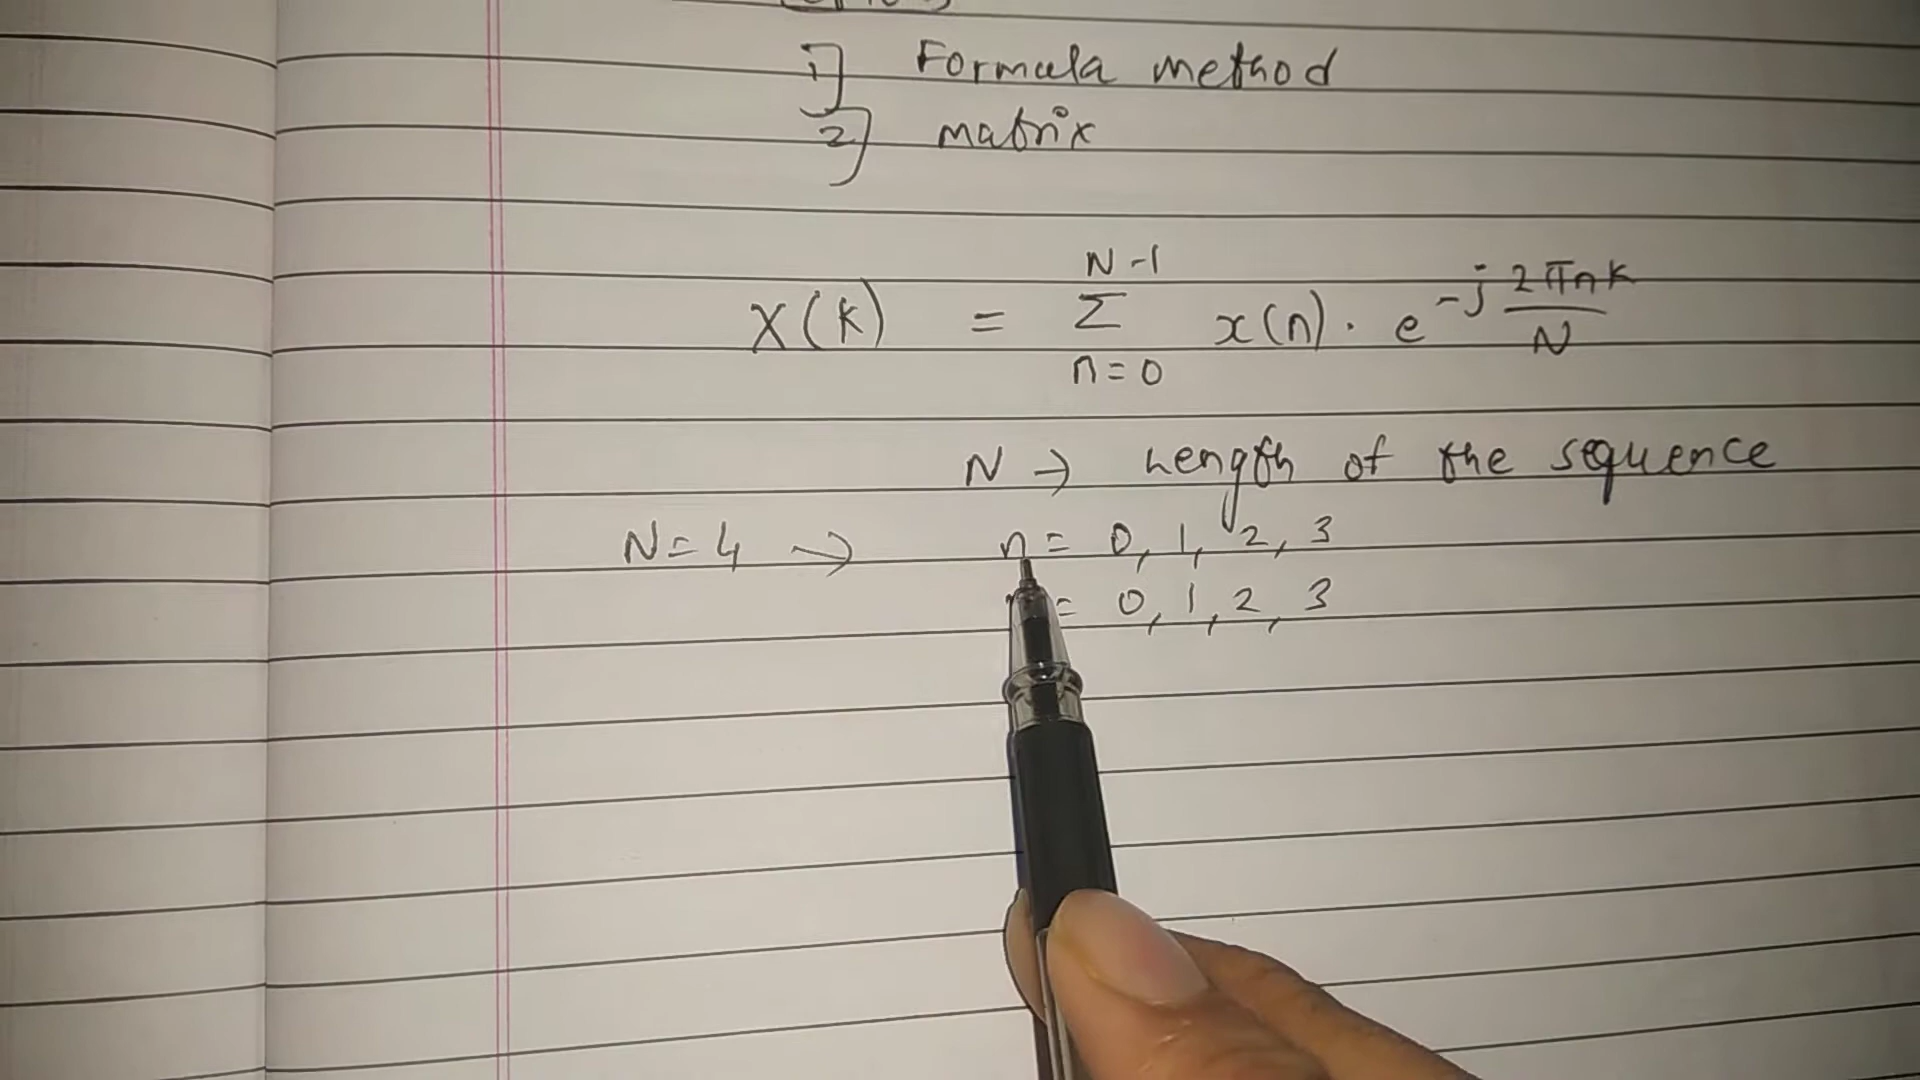 1] Formula method
2] matrix
X(k) = N-1 Σ n=0 x(n) · e^-j 2πnk/N
N → Length of the sequence
N=4 → n= 0, 1, 2, 3
= 0, 1, 2, 3